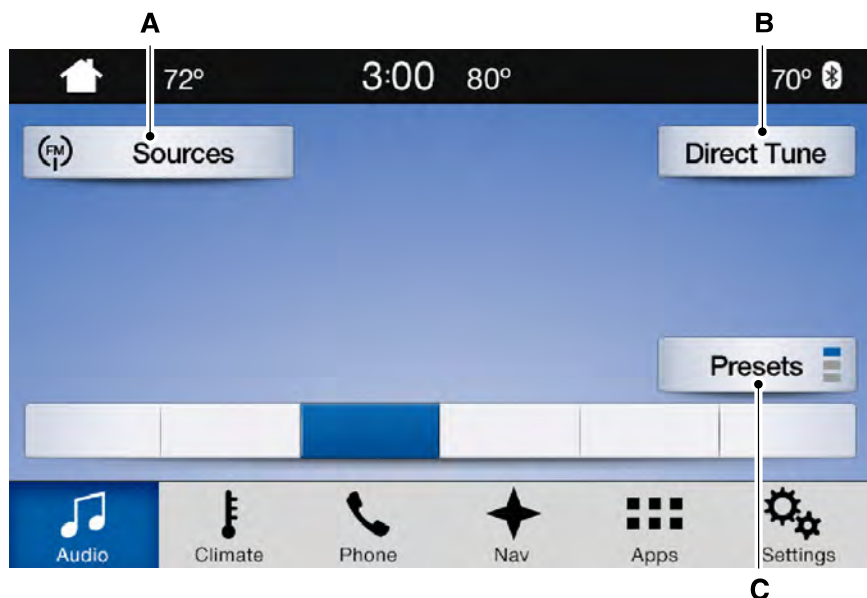 A B
72° 3:00 80° 70°
FM Sources Direct Tune
Presets
Audio Climate Phone Nav Apps Settings
C